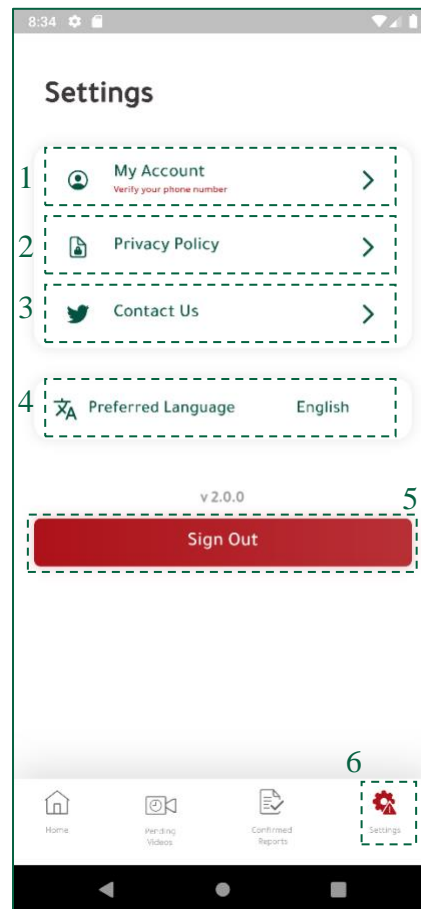 8:34
Settings
1
My Account
Verify your phone number
2
Privacy Policy
3
Contact Us
4
Preferred Language English
v 2.0.0
5
Sign Out
6
Home
Pending
Videos
Confirmed
Reports
Settings